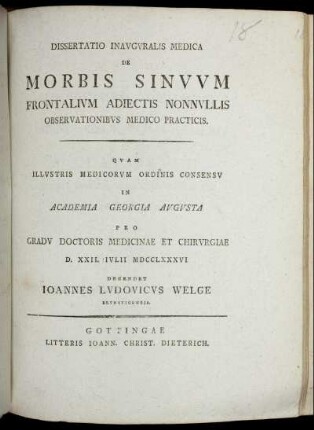 DISSERTATIO INAVGVRALIS MEDICA
DE
MORBIS SINVVM
FRONTALIVM ADIECTIS NONNVLLIS
OBSERVATIONIBVS MEDICO PRACTICIS.
QVAM
ILLVSTRIS MEDICORVM ORDINIS CONSENSV
IN
ACADEMIA GEORGIA AVGVSTA
PRO
GRADV DOCTORIS MEDICINAE ET CHIRVRGIAE
D. XXII. IVLII MDCCLXXXVI
DEFENDET
IOANNES LVDOVICVS WELGE
GOTTINGAE
LITTERIS IOANN. CHRIST. DIETERICH.